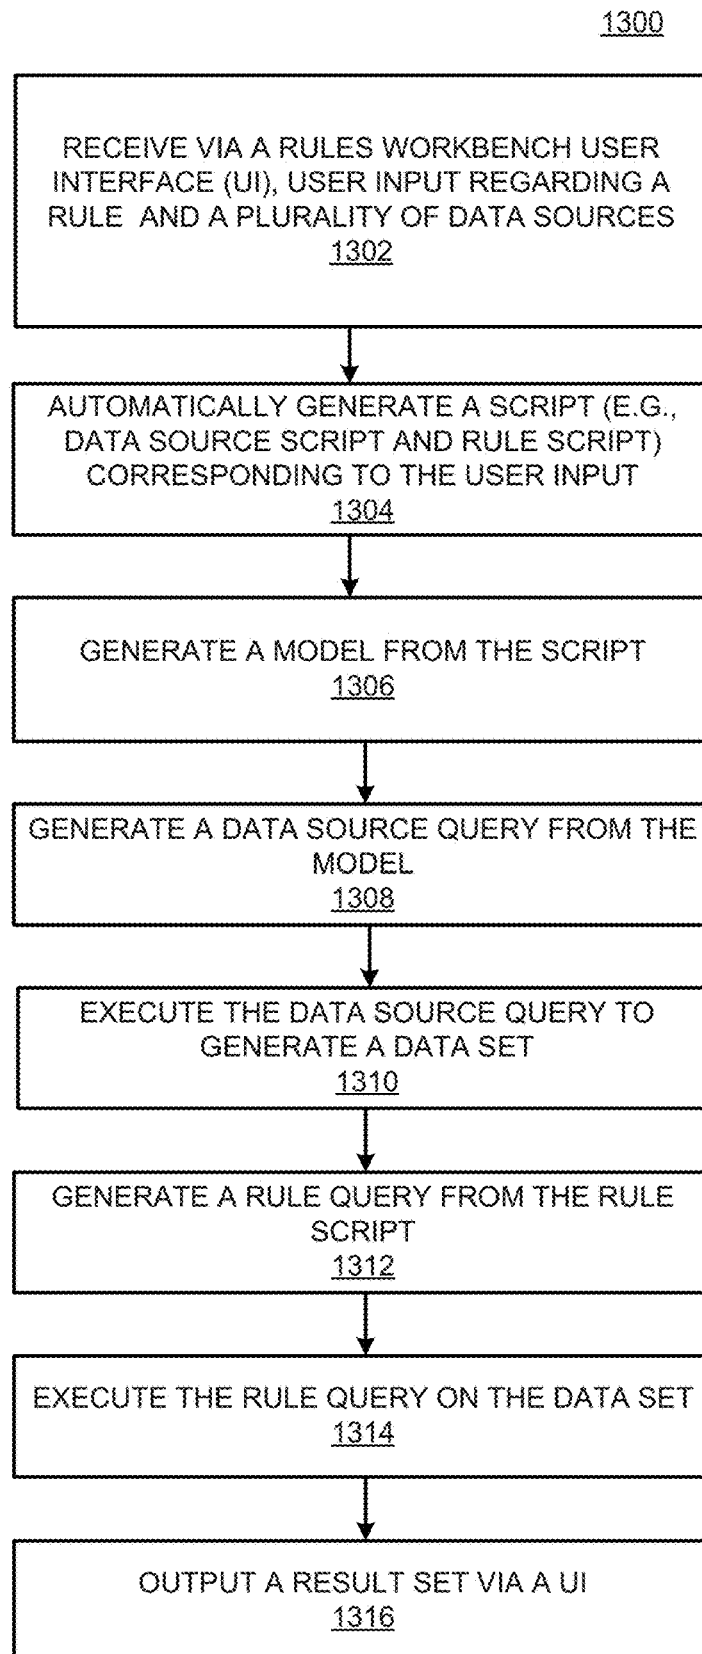 1300
RECEIVE VIA A RULES WORKBENCH USER
INTERFACE (UI), USER INPUT REGARDING A
RULE AND A PLURALITY OF DATA SOURCES
1302
AUTOMATICALLY GENERATE A SCRIPT (E.G.,
DATA SOURCE SCRIPT AND RULE SCRIPT)
CORRESPONDING TO THE USER INPUT
1304
GENERATE A MODEL FROM THE SCRIPT
1306
GENERATE A DATA SOURCE QUERY FROM THE
MODEL
1308
EXECUTE THE DATA SOURCE QUERY TO
GENERATE A DATA SET
1310
GENERATE A RULE QUERY FROM THE RULE
SCRIPT
1312
EXECUTE THE RULE QUERY ON THE DATA SET
1314
OUTPUT A RESULT SET VIA A UI
1316